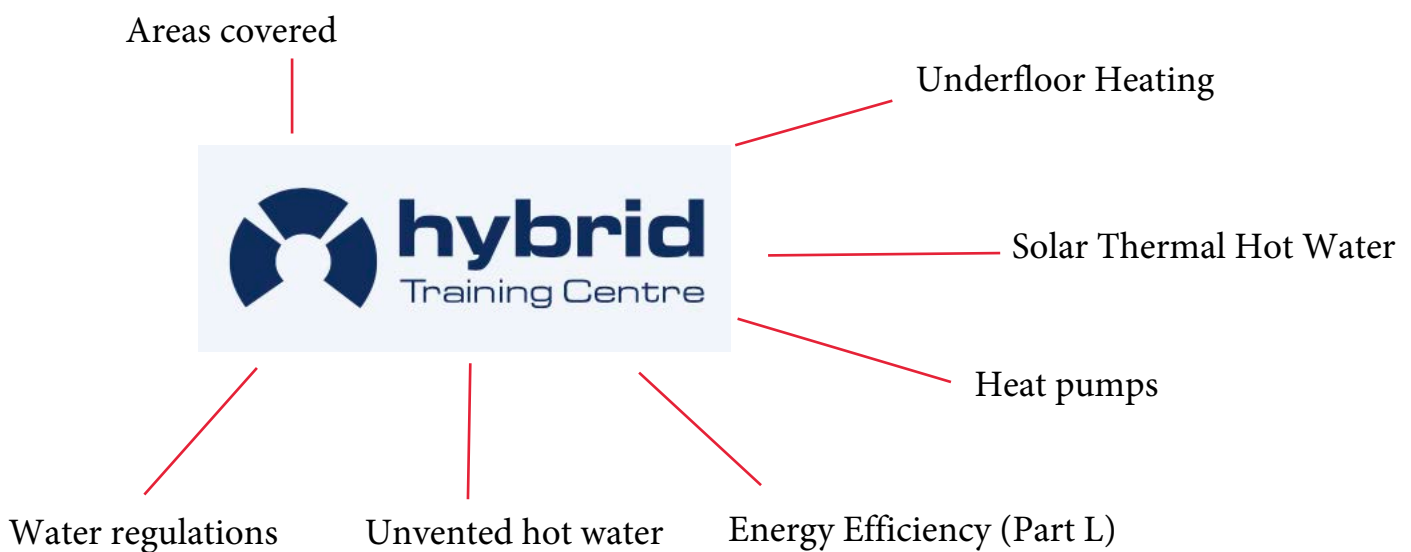 Areas covered
Underfloor Heating
hybrid
Training Centre
Solar Thermal Hot Water
Heat pumps
Water regulations
Unvented hot water
Energy Efficiency (Part L)